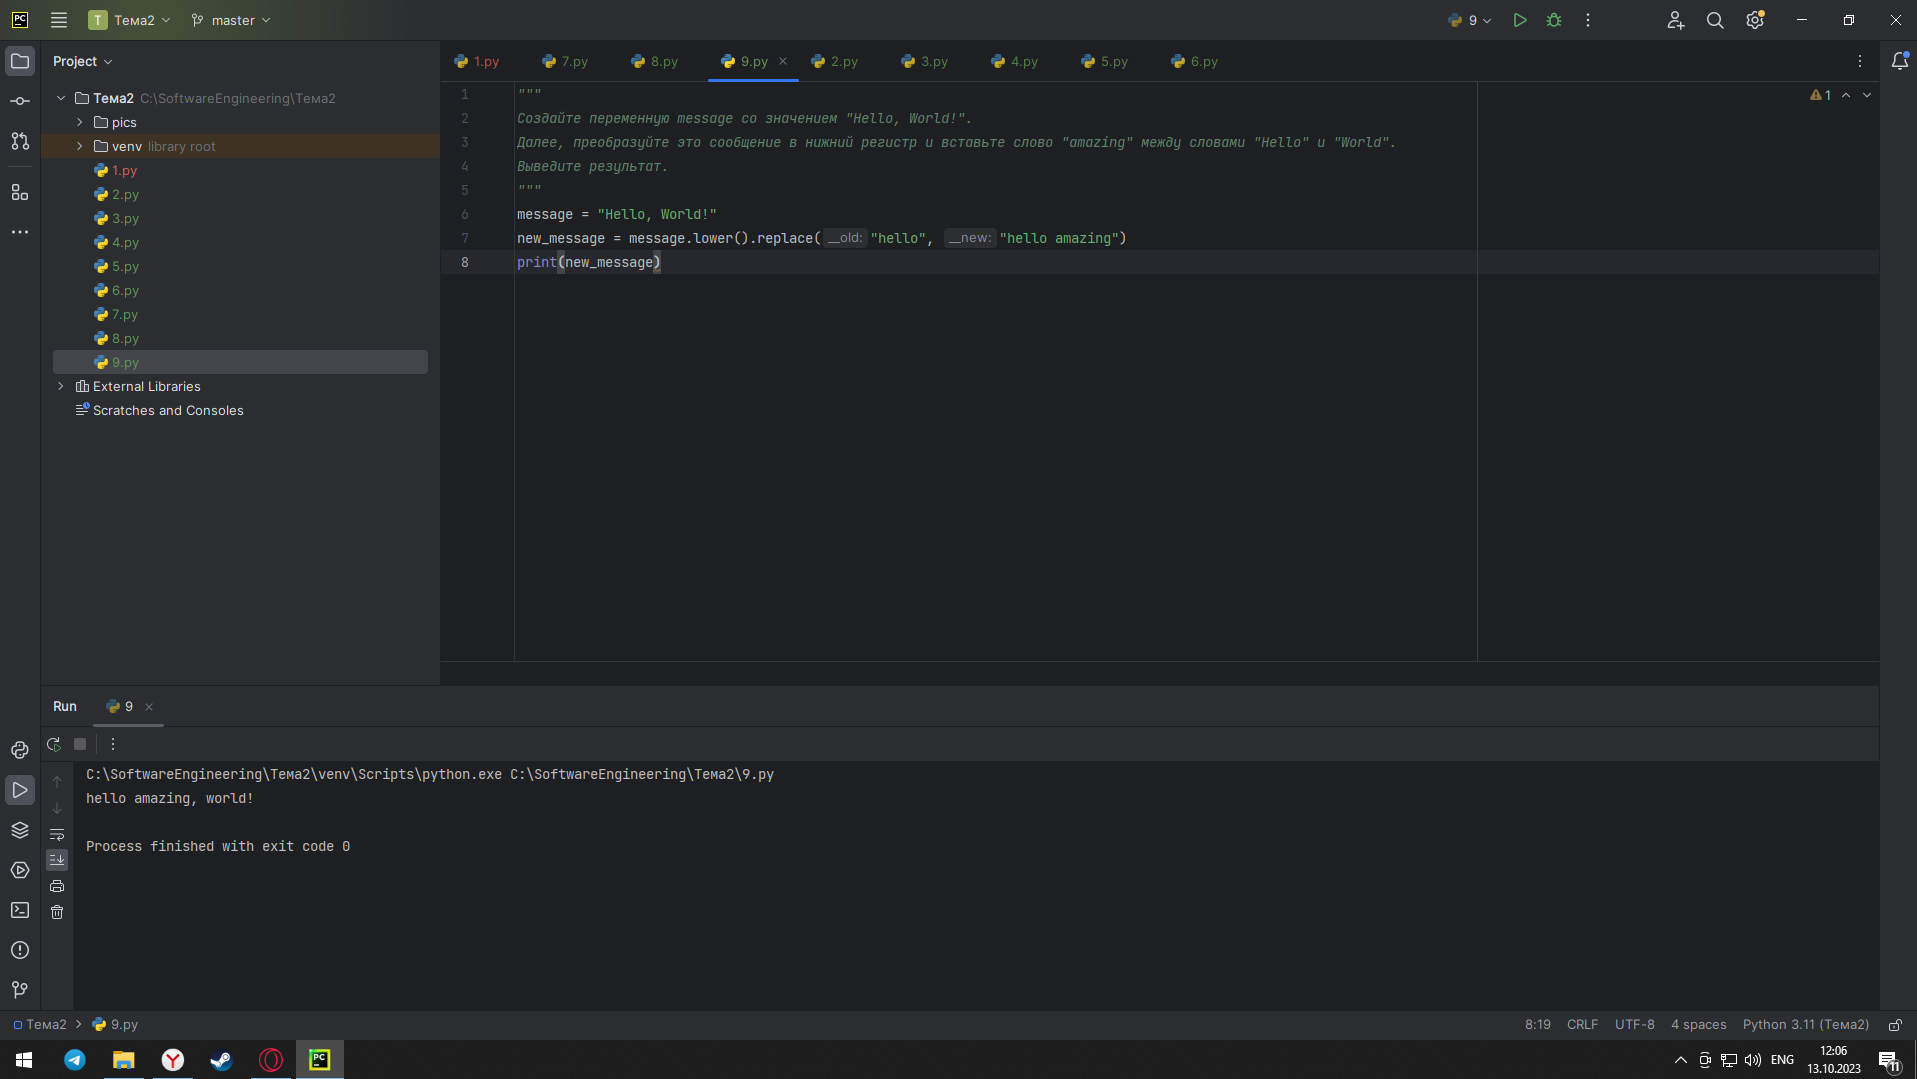 PC T Тема2 master 9
Project
1.py 7.py 8.py 9.py 2.py 3.py 4.py 5.py 6.py
Тема2 C:\SoftwareEngineering\Тема2
pics
venv library root
1.py
2.py
3.py
4.py
5.py
6.py
7.py
8.py
9.py
External Libraries
Scratches and Consoles
1
1 """
2 Создайте переменную message со значением "Hello, World!".
3 Далее, преобразуйте это сообщение в нижний регистр и вставьте слово "amazing" между словами "Hello" и "World".
4 Выведите результат.
5 """
6 message = "Hello, World!"
7 new_message = message.lower().replace( __old: "hello", __new: "hello amazing")
8 print(new_message)
Run 9
C:\SoftwareEngineering\Тема2\venv\Scripts\python.exe C:\SoftwareEngineering\Тема2\9.py
hello amazing, world!
Process finished with exit code 0
Тема2 9.py 8:19 CRLF UTF-8 4 spaces Python 3.11 (Тема2)
PC ENG 12:06
13.10.2023 11